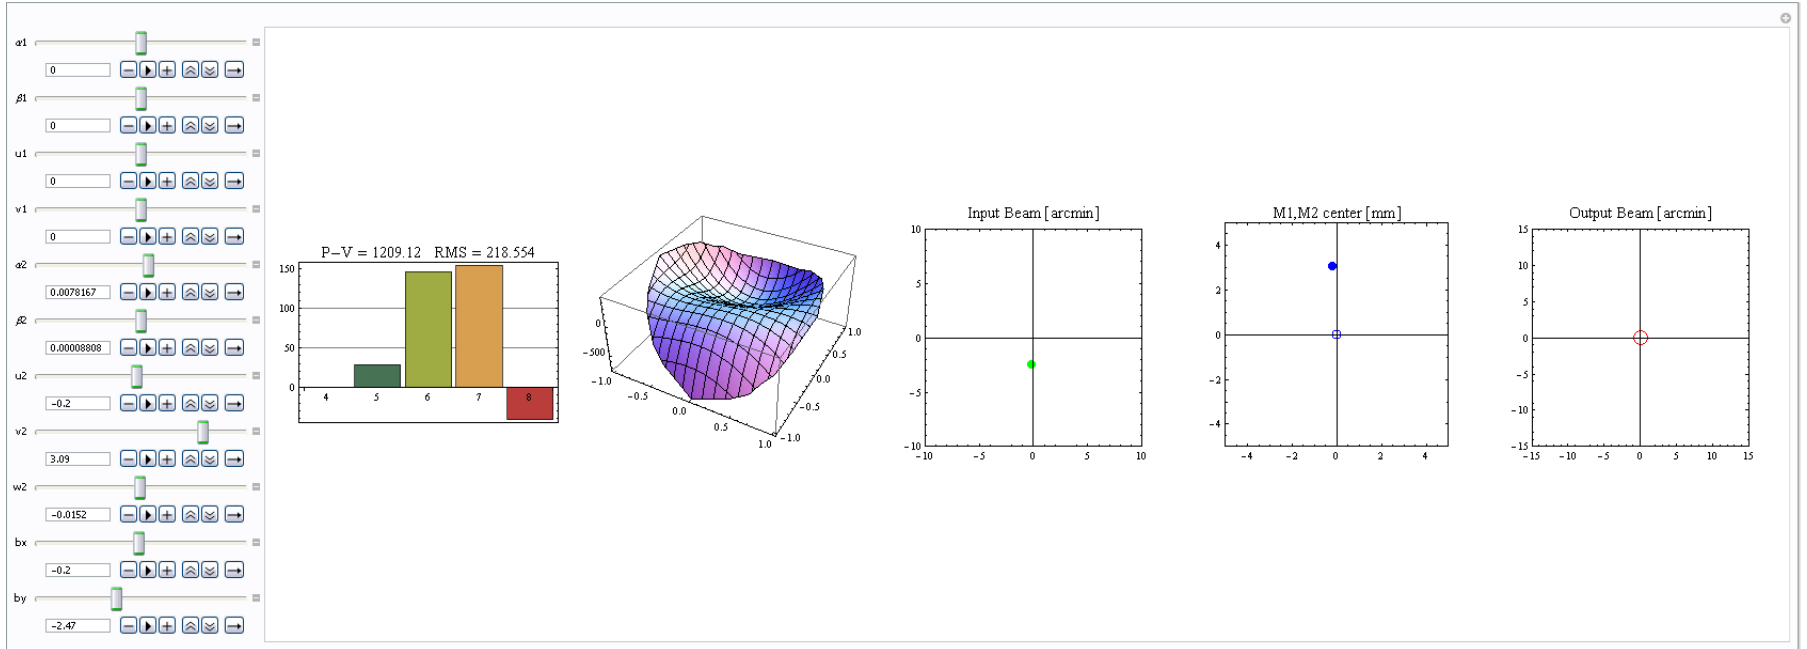 α1
0
β1
0
u1
0
v1
0
α2
0.0078167
β2
0.00008808
u2
-0.2
v2
3.09
w2
-0.0152
bx
-0.2
by
-2.47
P-V = 1209.12 RMS = 218.554
150
100
50
0
4 5 6 7 8
0
-500
-1.0
-0.5
0.0
0.5
1.0
-1.0
-0.5
0.0
0.5
1.0
Input Beam [arcmin]
10
5
0
-5
-10
-10 -5 0 5 10
M1,M2 center [mm]
4
2
0
-2
-4
-4 -2 0 2 4
Output Beam [arcmin]
15
10
5
0
-5
-10
-15
-15 -10 -5 0 5 10 15